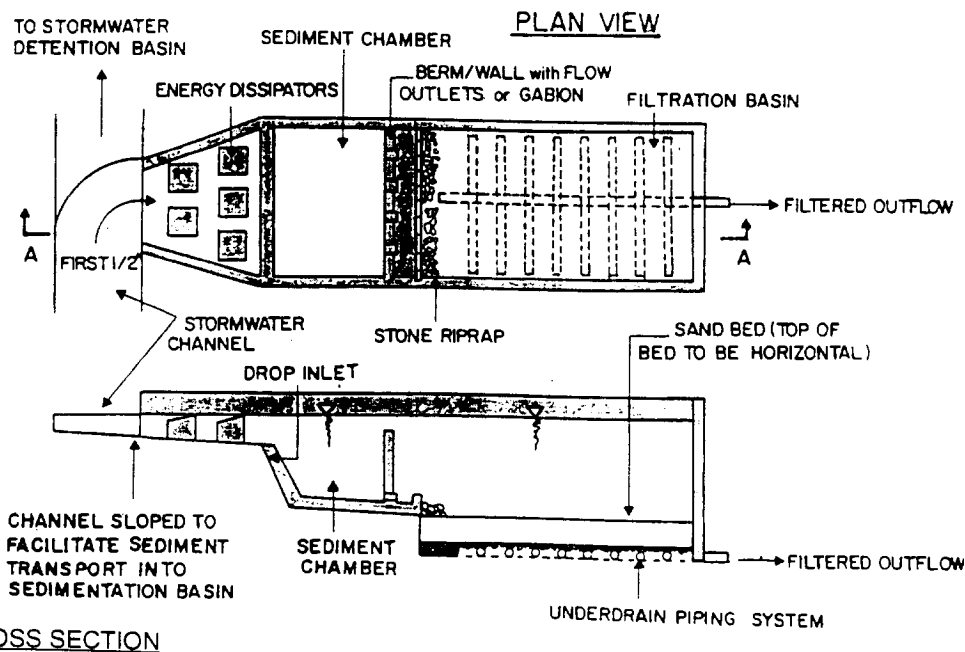 PLAN VIEW
TO STORMWATER
DETENTION BASIN
SEDIMENT CHAMBER
ENERGY DISSIPATORS
BERM/WALL with FLOW
OUTLETS or GABION
FILTRATION BASIN
FILTERED OUTFLOW
A
A
FIRST 1/2
STORMWATER
CHANNEL
STONE RIPRAP
SAND BED (TOP OF
BED TO BE HORIZONTAL)
DROP INLET
CHANNEL SLOPED TO
FACILITATE SEDIMENT
TRANSPORT INTO
SEDIMENTATION BASIN
SEDIMENT
CHAMBER
FILTERED OUTFLOW
UNDERDRAIN PIPING SYSTEM
OSS SECTION